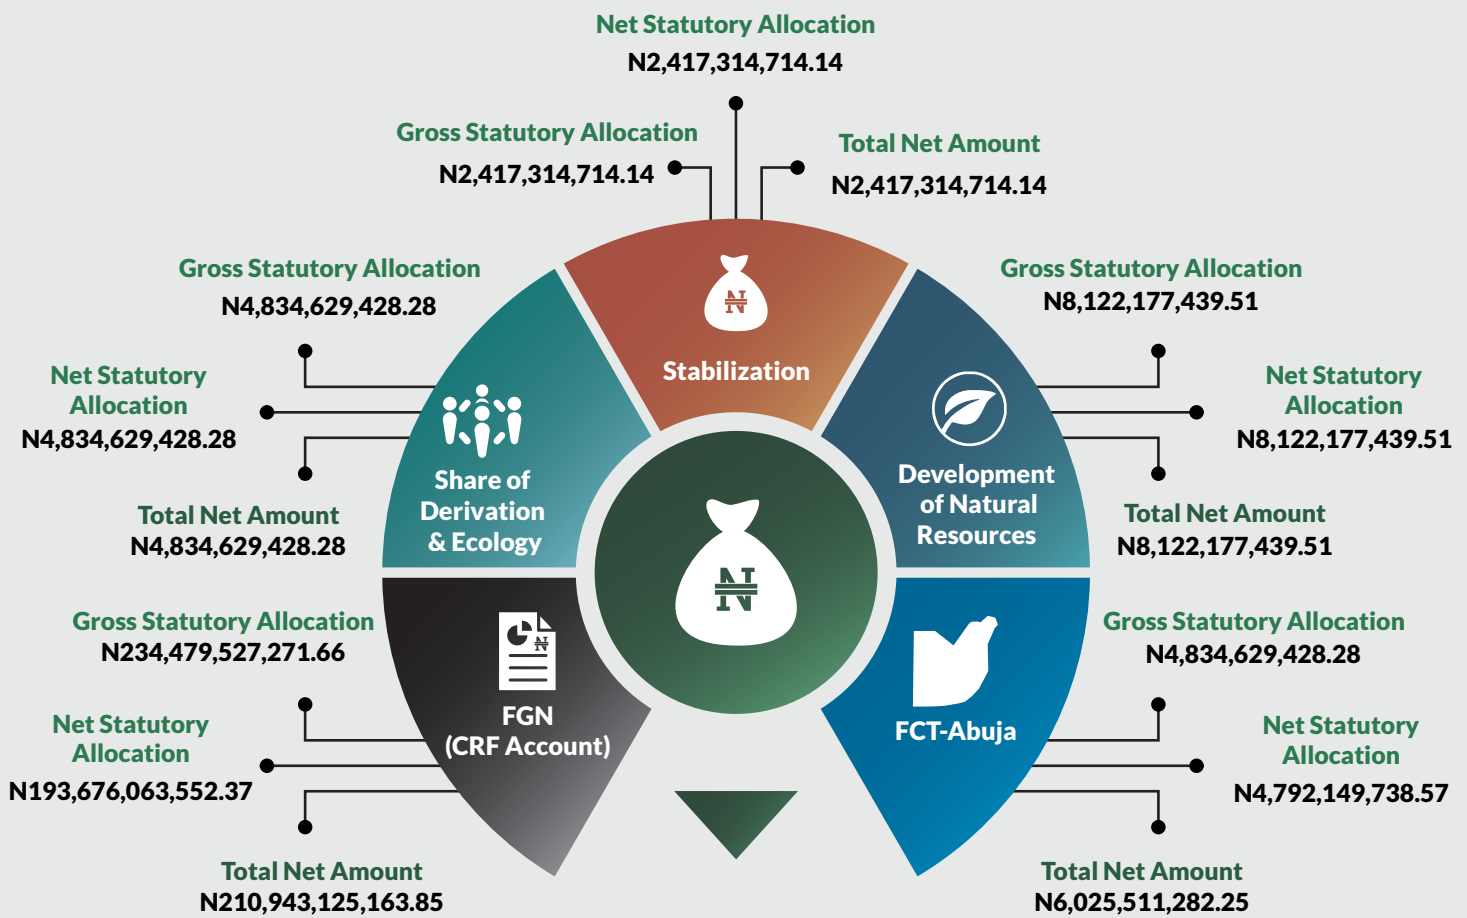 Net Statutory Allocation
N2,417,314,714.14
Gross Statutory Allocation
N2,417,314,714.14
Total Net Amount
N2,417,314,714.14
Stabilization
Gross Statutory Allocation
N4,834,629,428.28
Net Statutory
Allocation
N4,834,629,428.28
Total Net Amount
N4,834,629,428.28
Share of
Derivation
& Ecology
Gross Statutory Allocation
N8,122,177,439.51
Net Statutory
Allocation
N8,122,177,439.51
Total Net Amount
N8,122,177,439.51
Development
of Natural
Resources
Gross Statutory Allocation
N234,479,527,271.66
Net Statutory
Allocation
N193,676,063,552.37
Total Net Amount
N210,943,125,163.85
FGN
(CRF Account)
Gross Statutory Allocation
N4,834,629,428.28
Net Statutory
Allocation
N4,792,149,738.57
Total Net Amount
N6,025,511,282.25
FCT-Abuja